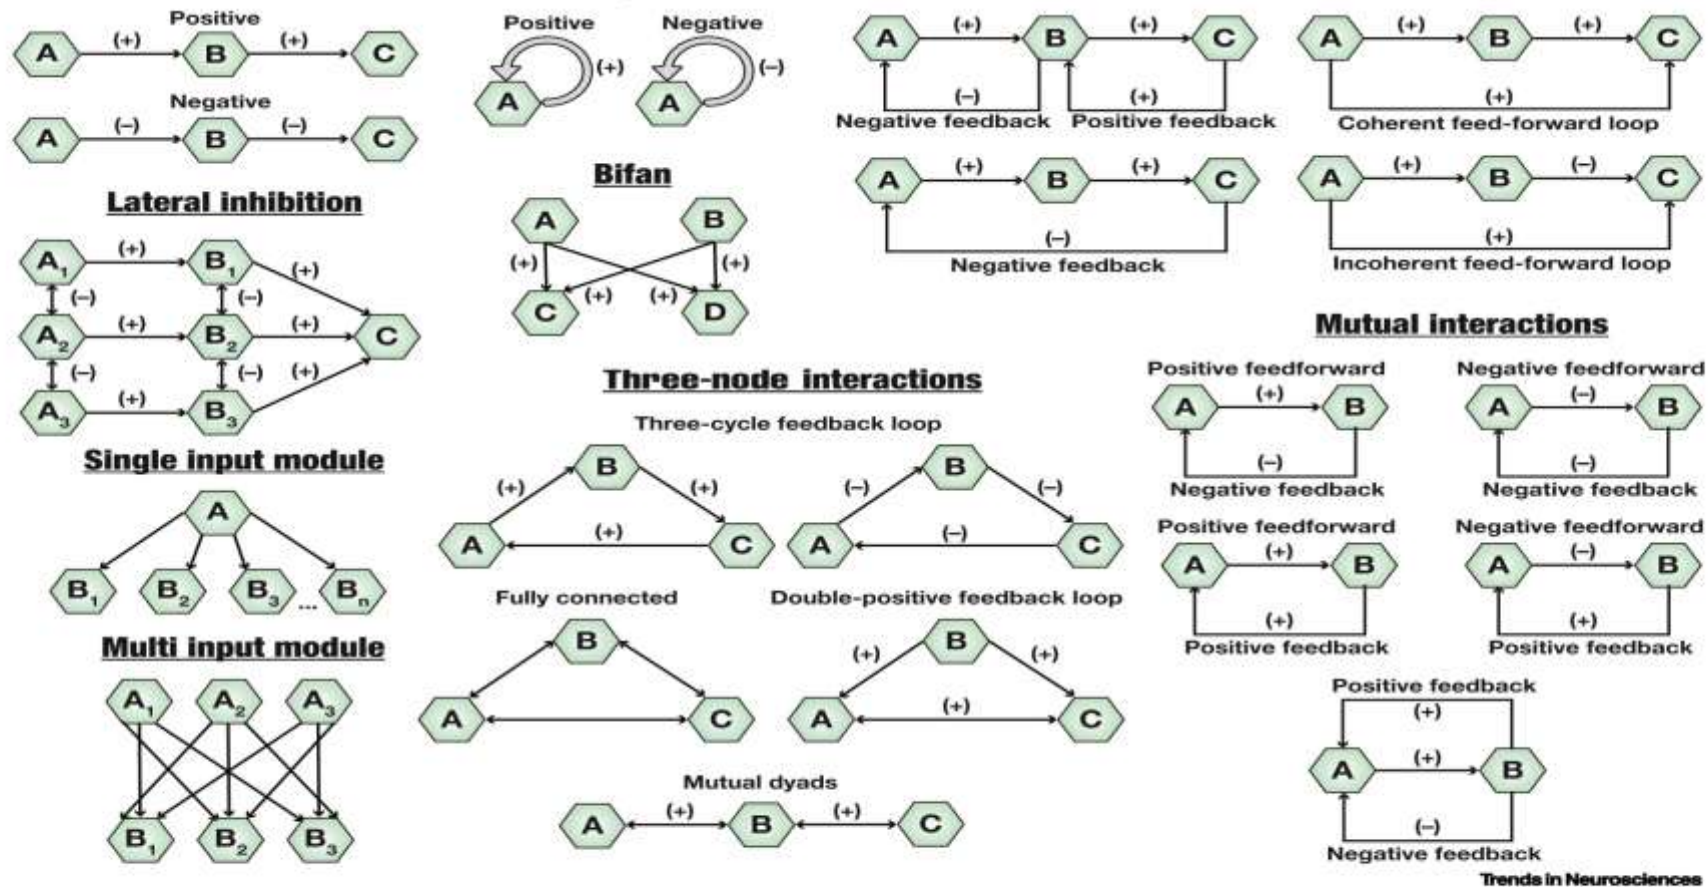 Positive
A (+) B (+) C
Negative
A (–) B (–) C
Lateral inhibition
A1 (+) B1 (+)
(–) (–)
A2 (+) B2 (+) C
(–) (–) (+)
A3 (+) B3
Single input module
A
B1 B2 B3 ... Bn
Multi input module
A1 A2 A3
B1 B2 B3
Positive Negative
(+) (–)
A A
Bifan
A B
(+) (+)
(+) (+)
C D
A (+) B (+) C
(–) (+)
Negative feedback Positive feedback
A (+) B (+) C
(–)
Negative feedback
A (+) B (+) C
(+)
Coherent feed-forward loop
A (+) B (–) C
(+)
Incoherent feed-forward loop
Three-node interactions
Three-cycle feedback loop
B B
(+) (+) (–) (–)
A (+) C A (–) C
Fully connected Double-positive feedback loop
B B
(+) (+)
A C A (+) C
Mutual dyads
A (+) B (+) C
Mutual interactions
Positive feedforward Negative feedforward
A (+) B A (–) B
(–) (–)
Negative feedback Negative feedback
Positive feedforward Negative feedforward
A (+) B A (–) B
(+) (+)
Positive feedback Positive feedback
Positive feedback
(+)
A (+) B
(–)
Negative feedback
Trends in Neurosciences